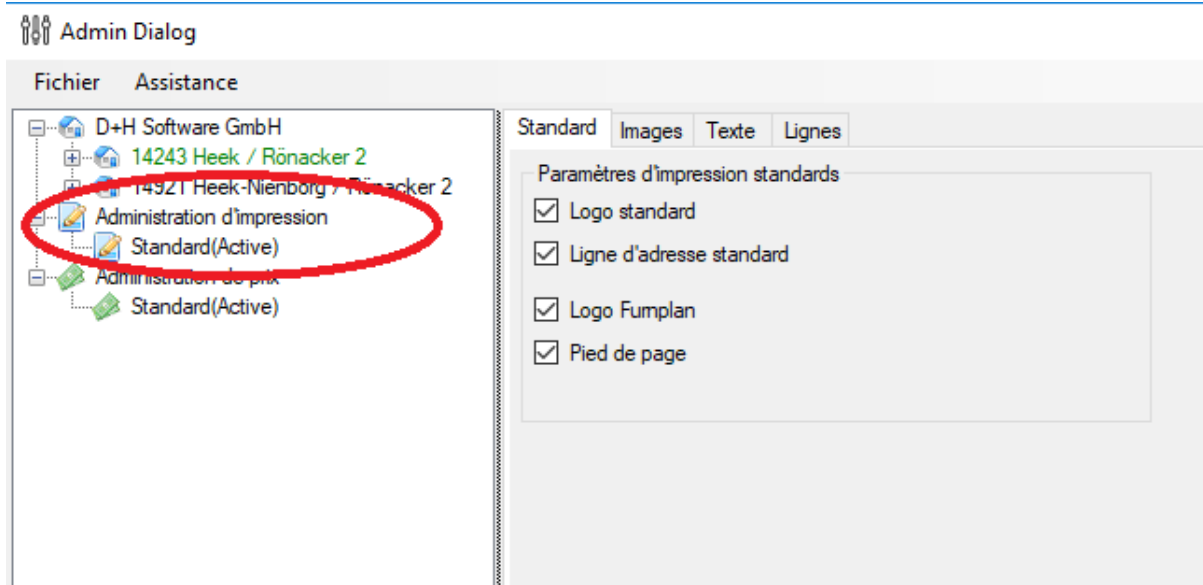 Admin Dialog
Fichier Assistance
D+H Software GmbH
14243 Heek / Rönacker 2
14921 Heek-Nienborg / Rönacker 2
Administration d'impression
Standard(Active)
Administration de prix
Standard(Active)
Standard Images Texte Lignes
Paramètres d'impression standards
Logo standard
Ligne d'adresse standard
Logo Furnplan
Pied de page